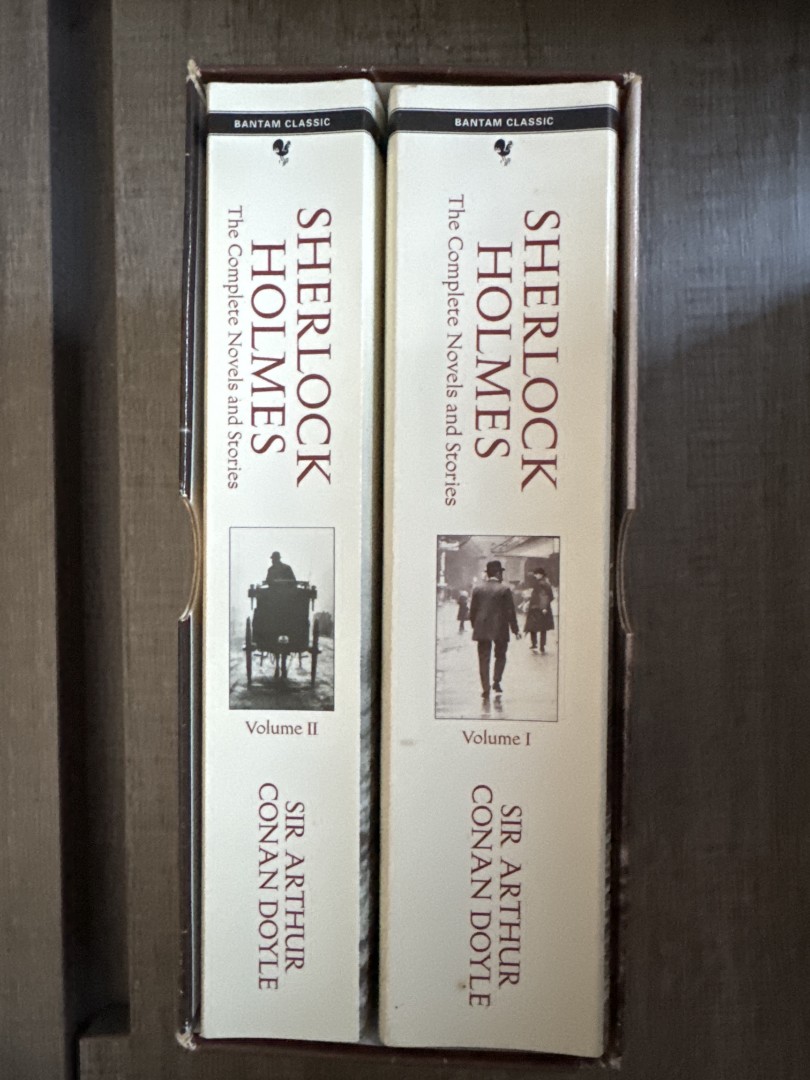 BANTAM CLASSIC
SHERLOCK
HOLMES
The Complete Novels and Stories
Volume II
SIR ARTHUR
CONAN DOYLE
BANTAM CLASSIC
SHERLOCK
HOLMES
The Complete Novels and Stories
Volume I
SIR ARTHUR
CONAN DOYLE